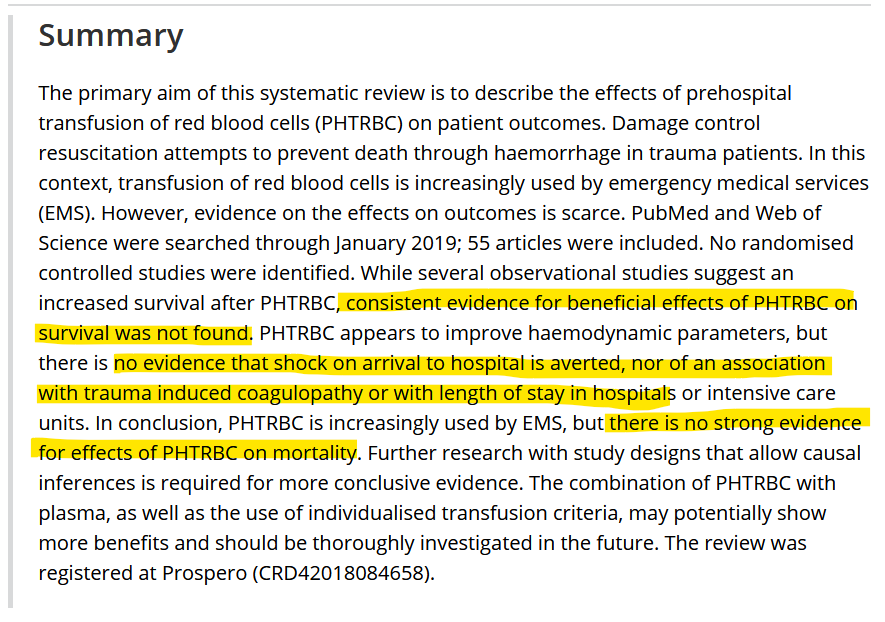 Summary
The primary aim of this systematic review is to describe the effects of prehospital
transfusion of red blood cells (PHTRBC) on patient outcomes. Damage control
resuscitation attempts to prevent death through haemorrhage in trauma patients. In this
context, transfusion of red blood cells is increasingly used by emergency medical services
(EMS). However, evidence on the effects on outcomes is scarce. PubMed and Web of
Science were searched through January 2019; 55 articles were included. No randomised
controlled studies were identified. While several observational studies suggest an
increased survival after PHTRBC, consistent evidence for beneficial effects of PHTRBC on
survival was not found. PHTRBC appears to improve haemodynamic parameters, but
there is no evidence that shock on arrival to hospital is averted, nor of an association
with trauma induced coagulopathy or with length of stay in hospitals or intensive care
units. In conclusion, PHTRBC is increasingly used by EMS, but there is no strong evidence
for effects of PHTRBC on mortality. Further research with study designs that allow causal
inferences is required for more conclusive evidence. The combination of PHTRBC with
plasma, as well as the use of individualised transfusion criteria, may potentially show
more benefits and should be thoroughly investigated in the future. The review was
registered at Prospero (CRD42018084658).